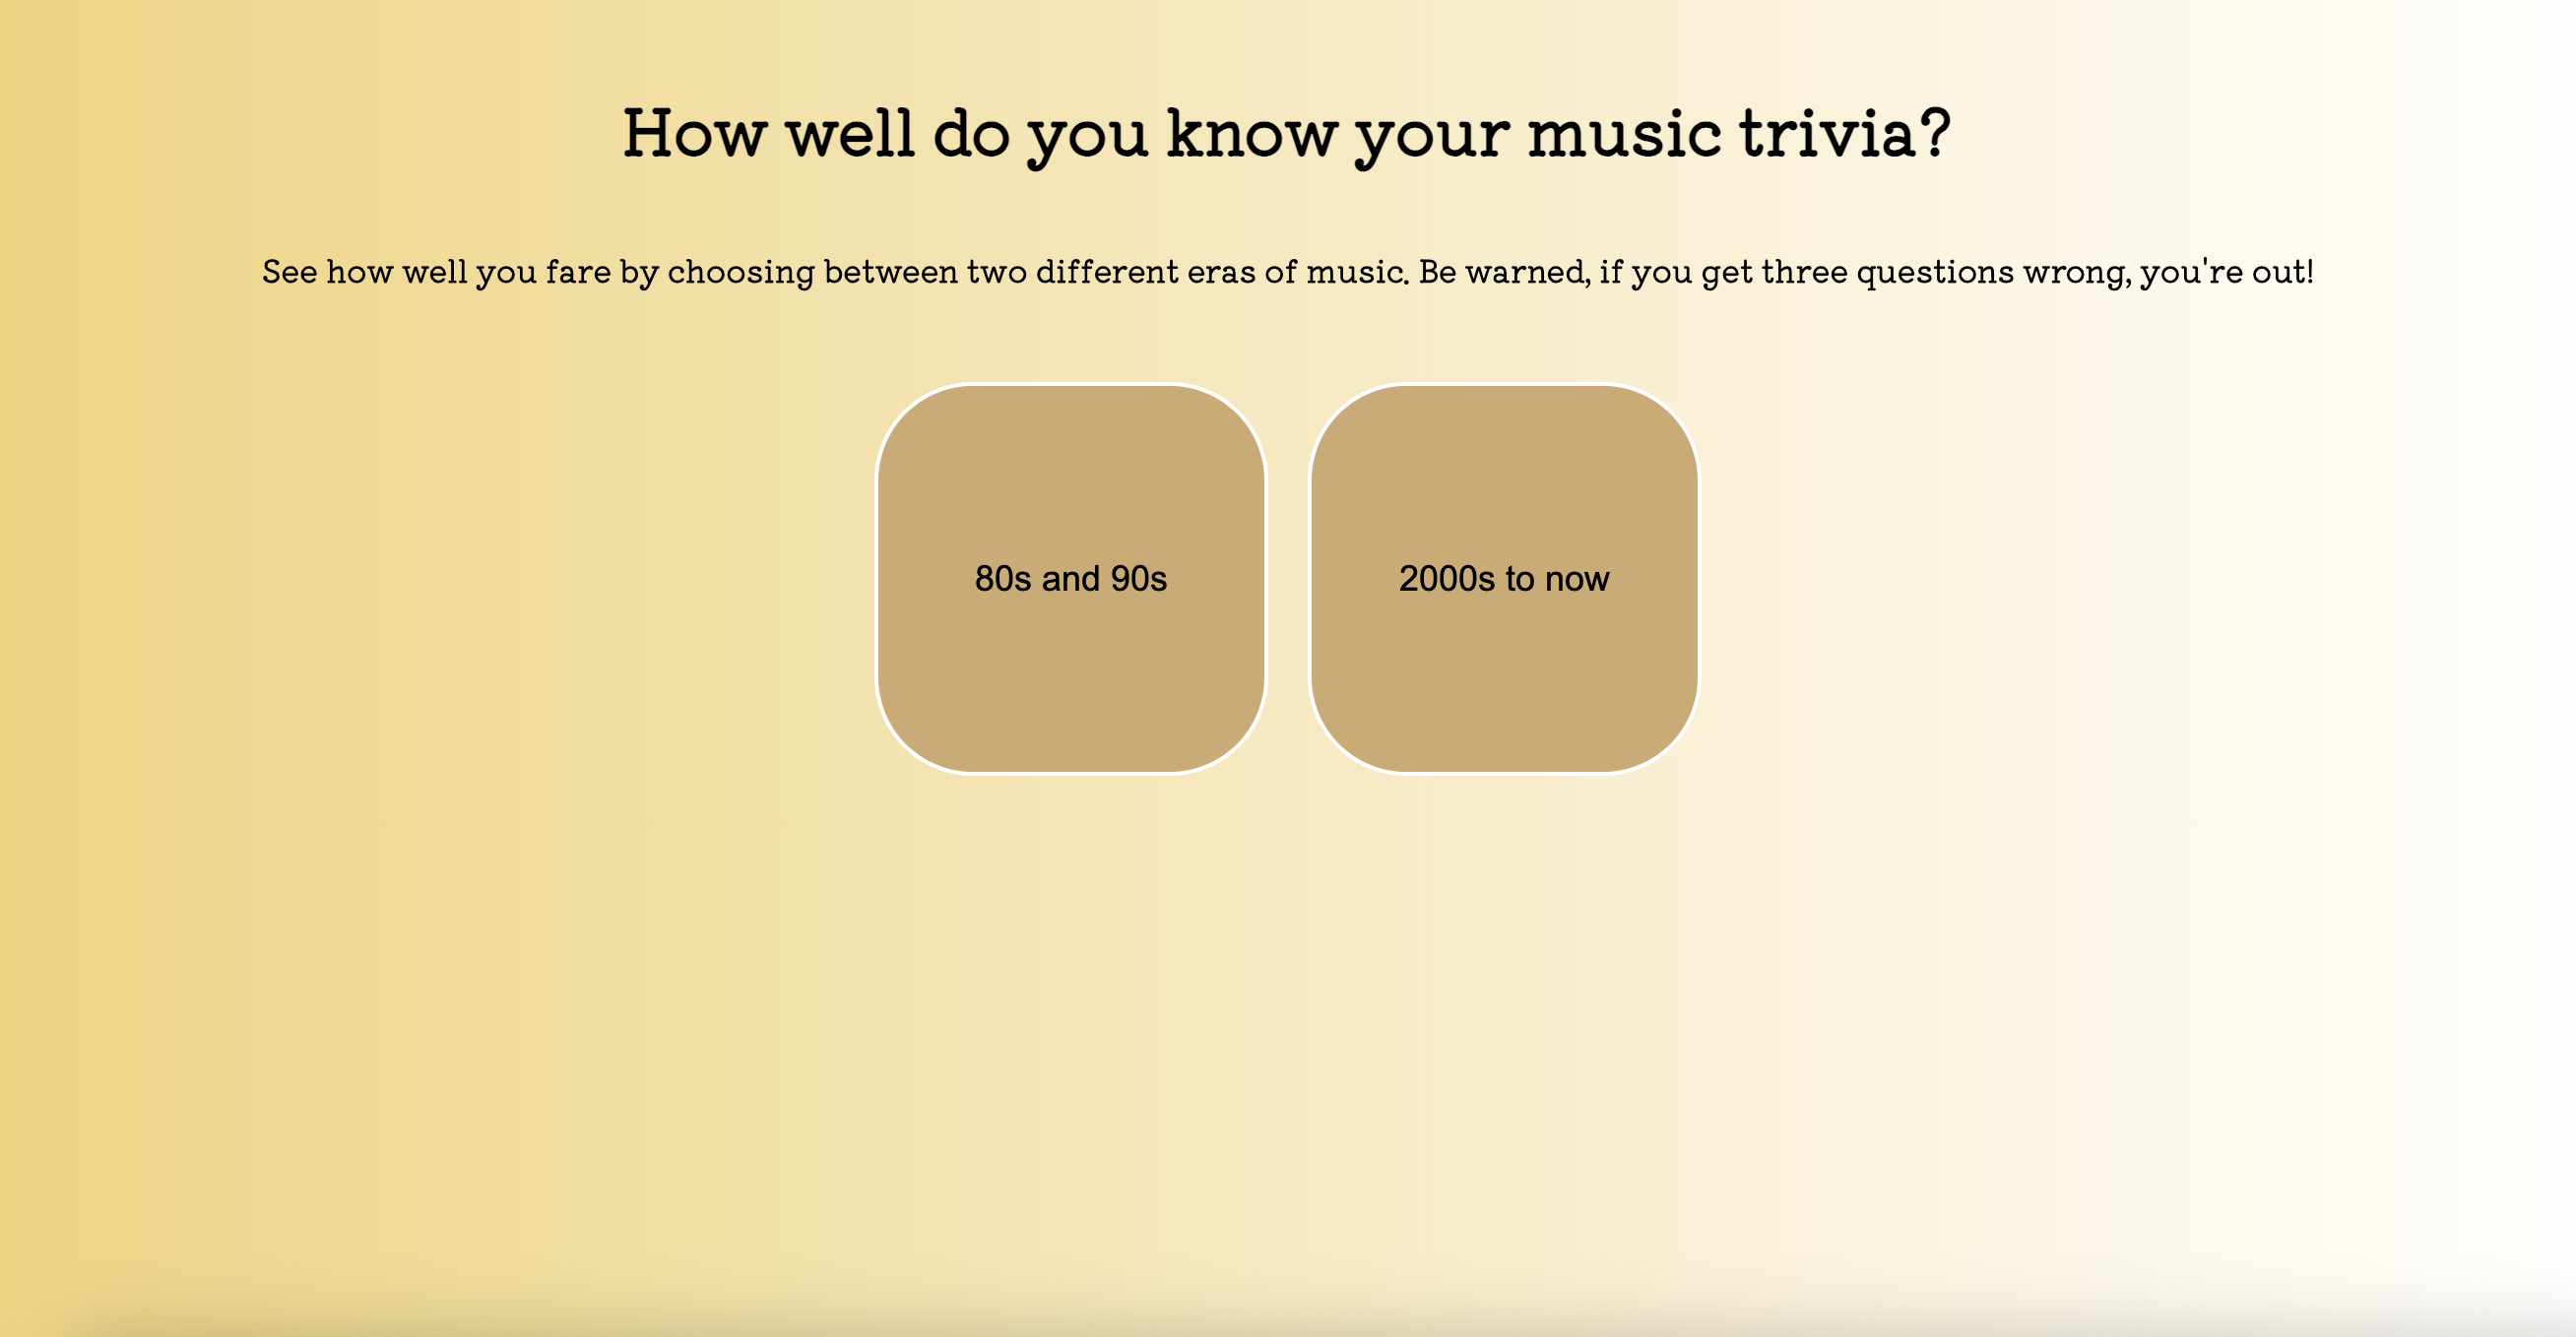 How well do you know your music trivia?
See how well you fare by choosing between two different eras of music. Be warned, if you get three questions wrong, you're out!
80s and 90s
2000s to now